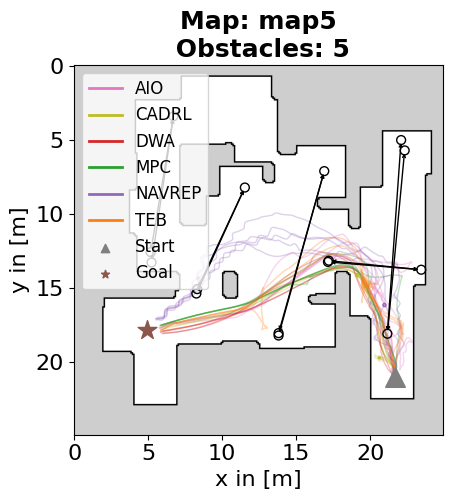 Map: map5
Obstacles: 5
AIO
CADRL
DWA
MPC
NAVREP
TEB
Start
Goal
0
5
10
15
20
y in [m]
0 5 10 15 20
x in [m]